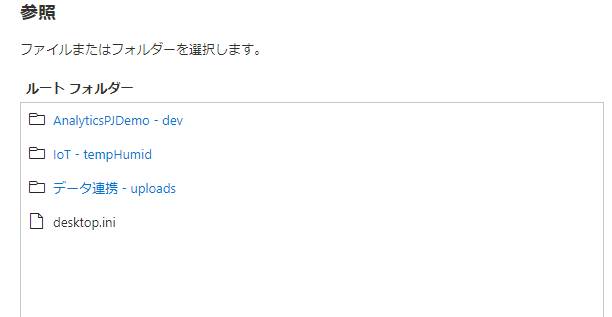 参照
ファイルまたはフォルダーを選択します。
ルート フォルダー
AnalyticsPJDemo - dev
IoT - tempHumid
データ連携 - uploads
desktop.ini